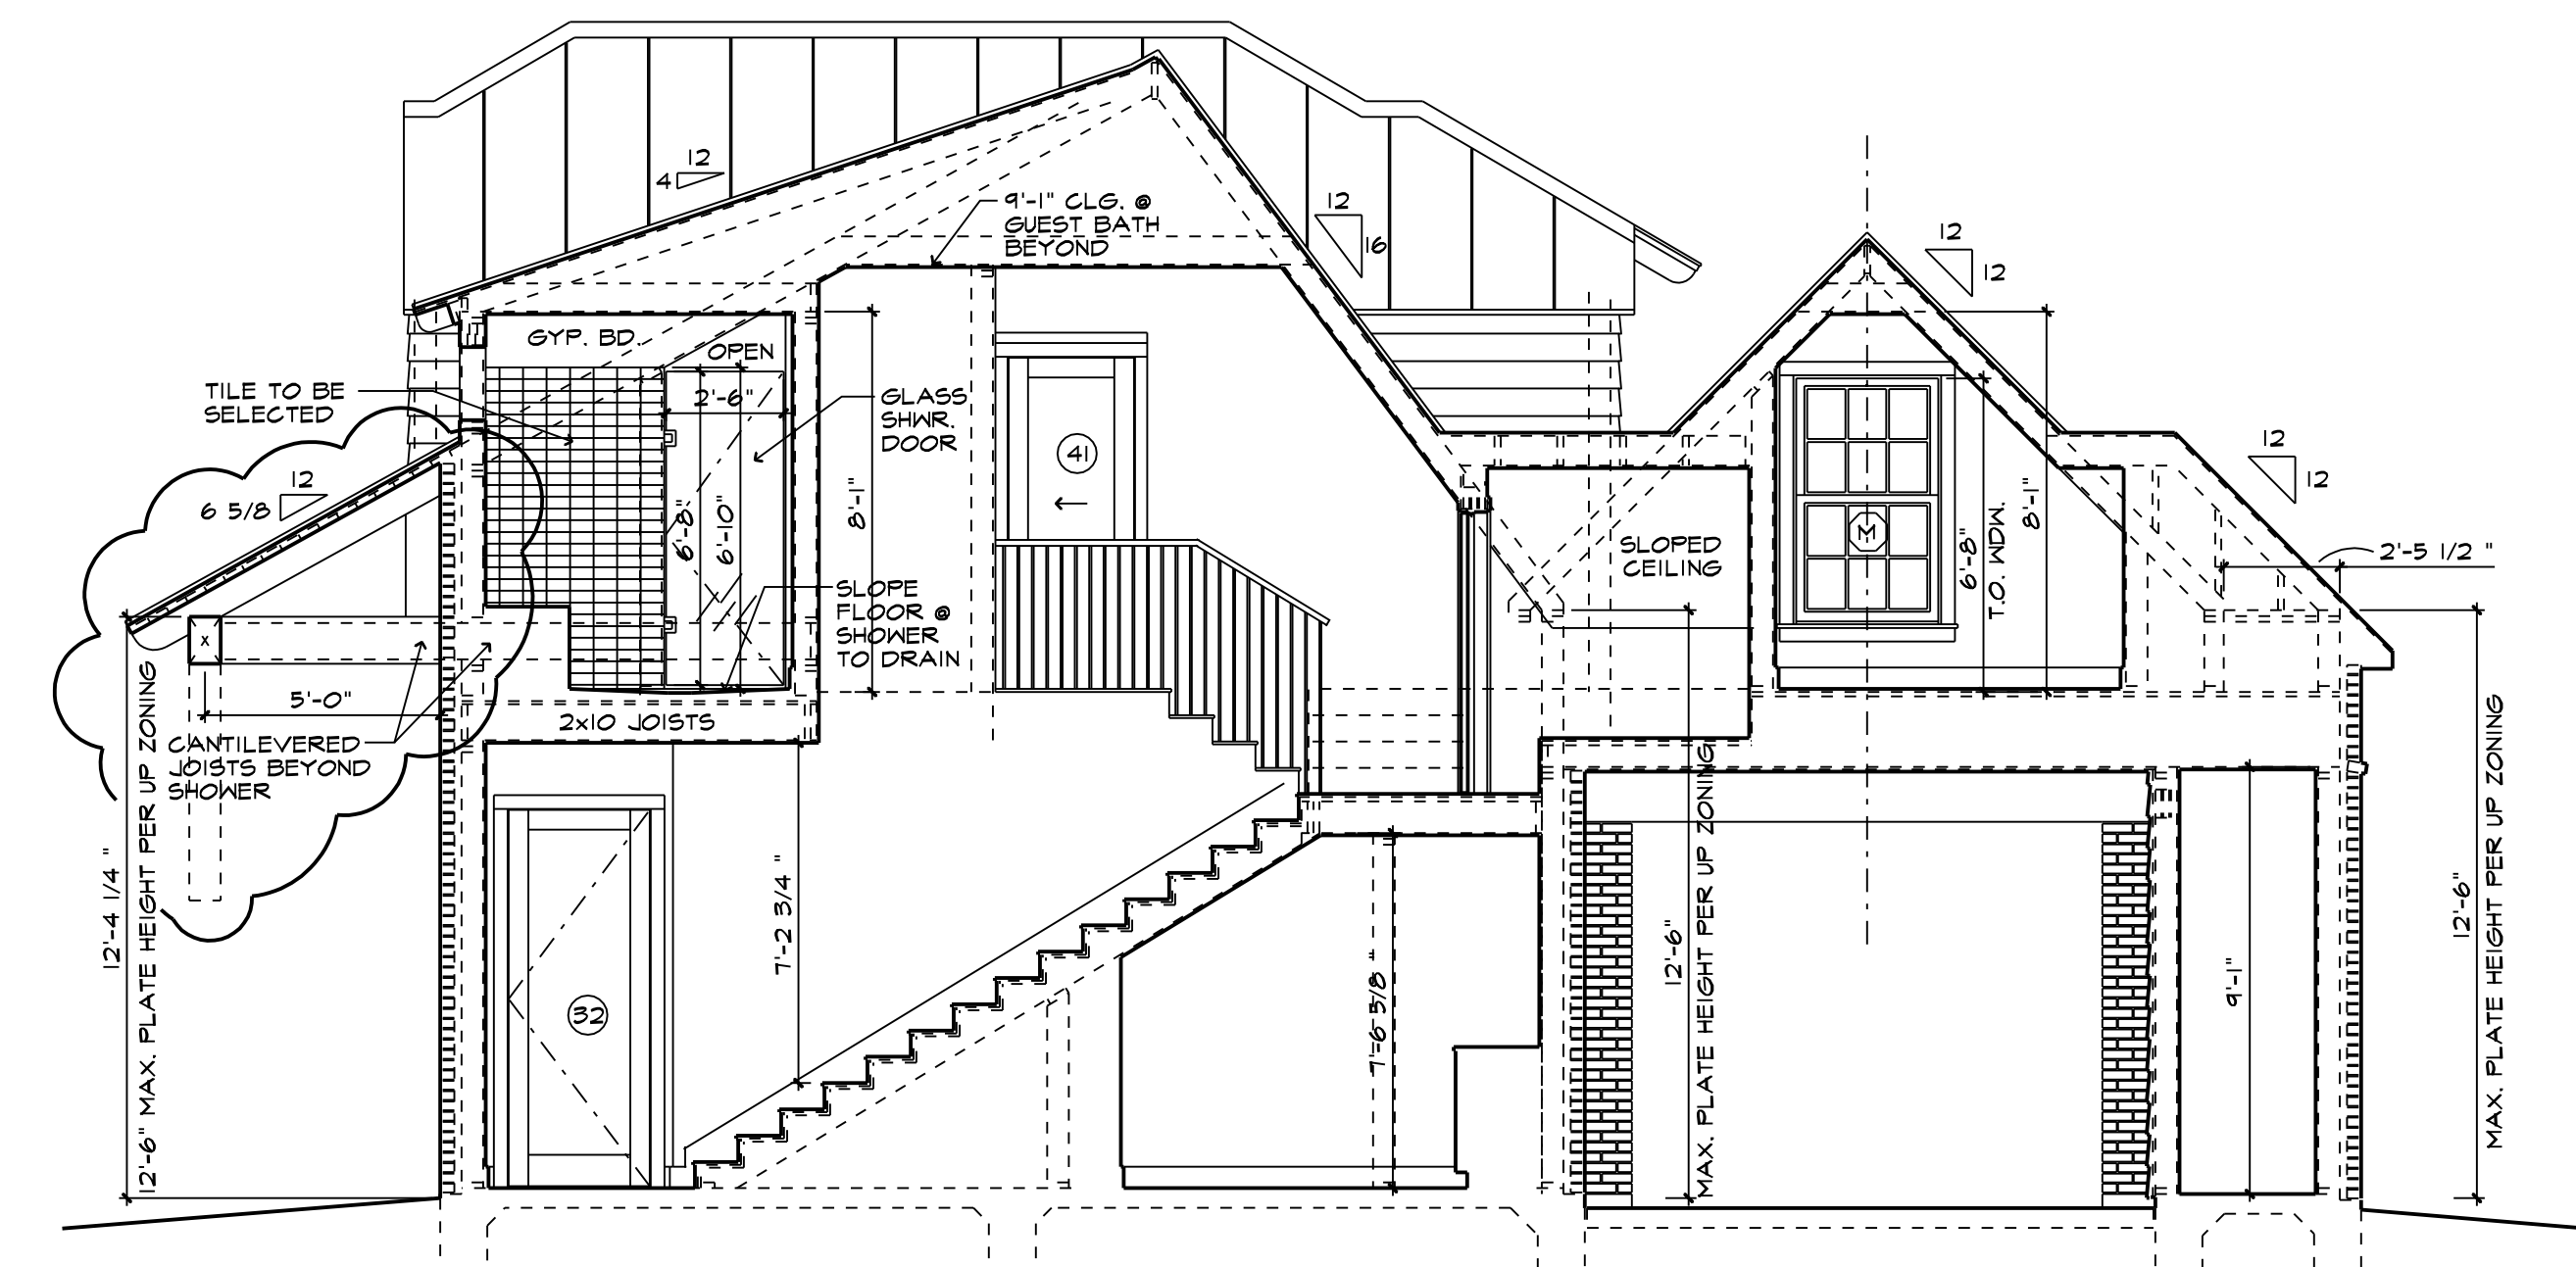 12
4
9'-1" CLG. @
GUEST BATH
BEYOND
12
16
12
12
GYP. BD.
OPEN
TILE TO BE
SELECTED
2'-6"
GLASS
SHWR.
DOOR
41
12
6 5/8
12
12
6'-8"
6'-10"
8'-1"
SLOPED
CEILING
M
6'-8"
T.O. MDM.
8'-1"
2'-5 1/2 "
SLOPE
FLOOR @
SHOWER
TO DRAIN
X
5'-0"
2x10 JOISTS
CANTILEVERED
JOISTS BEYOND
SHOWER
12'-4 1/4 "
12'-6" MAX. PLATE HEIGHT PER UP ZONING
7'-2 3/4 "
32
7'-6 5/8 "
12'-6"
MAX. PLATE HEIGHT PER UP ZONING
9'-1"
12'-6"
MAX. PLATE HEIGHT PER UP ZONING